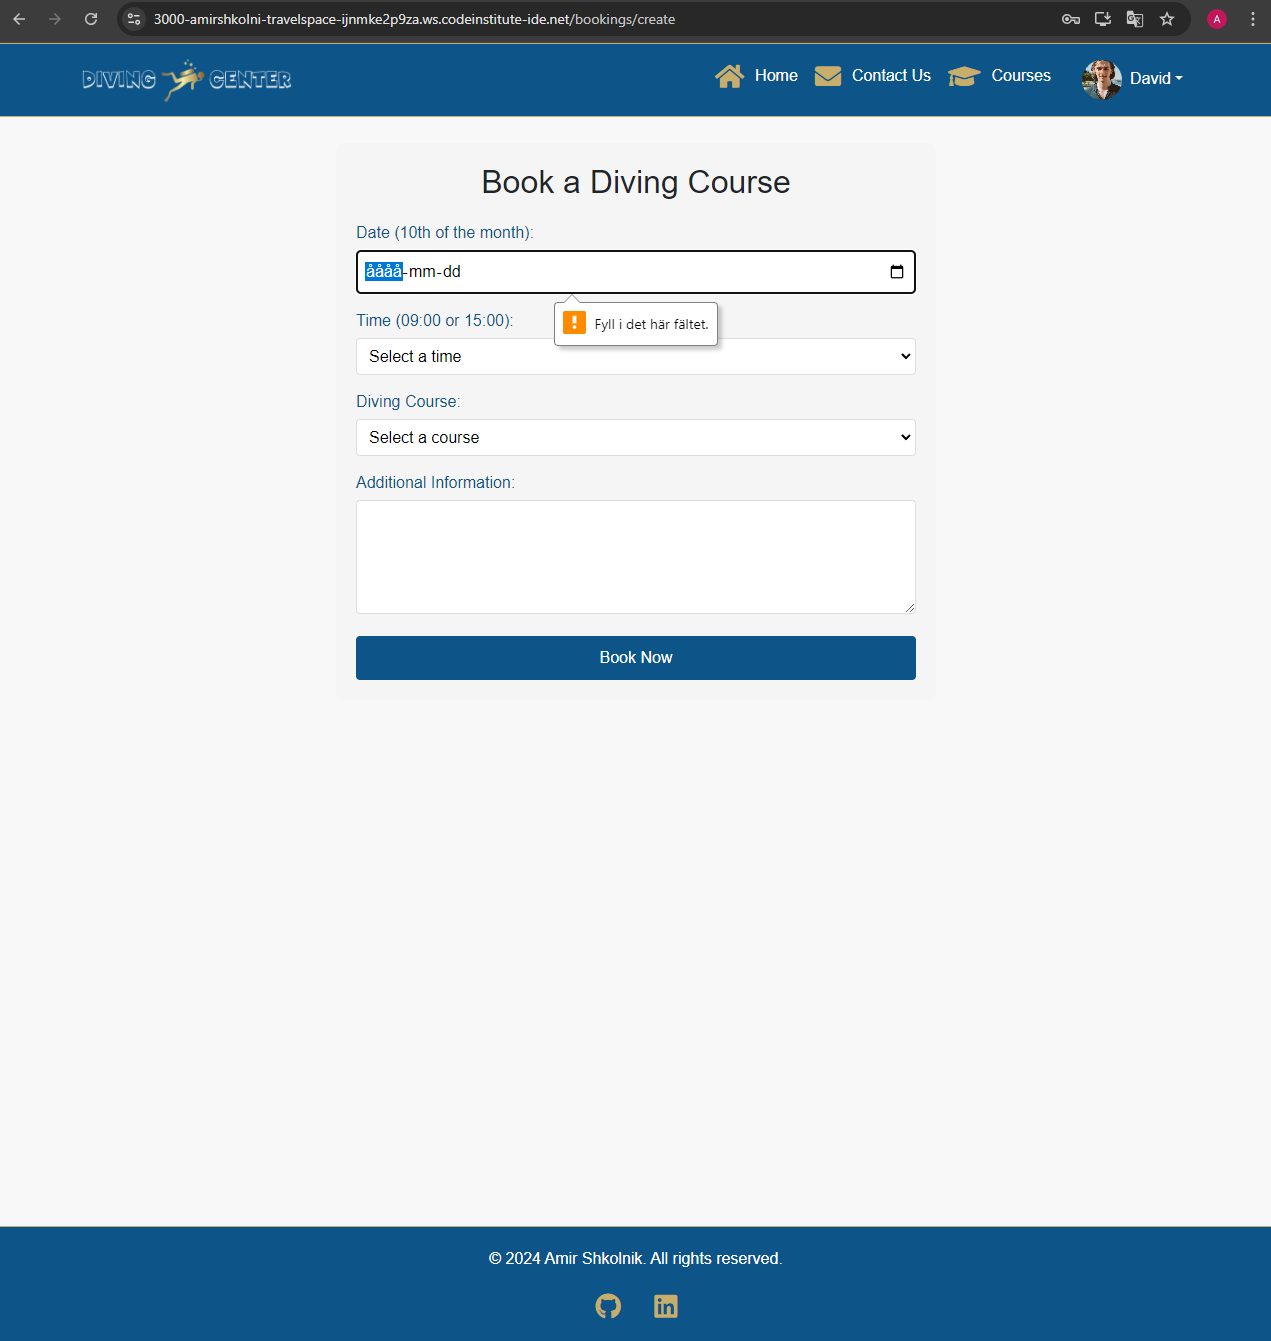 3000-amirshkolni-travelspace-ijnmke2p9za.ws.codeinstitute-ide.net/bookings/create
A
DIVING CENTER
Home
Contact Us
Courses
David
Book a Diving Course
Date (10th of the month):
åååå-mm-dd
Fyll i det här fältet.
Time (09:00 or 15:00):
Select a time
Diving Course:
Select a course
Additional Information:
Book Now
© 2024 Amir Shkolnik. All rights reserved.
in